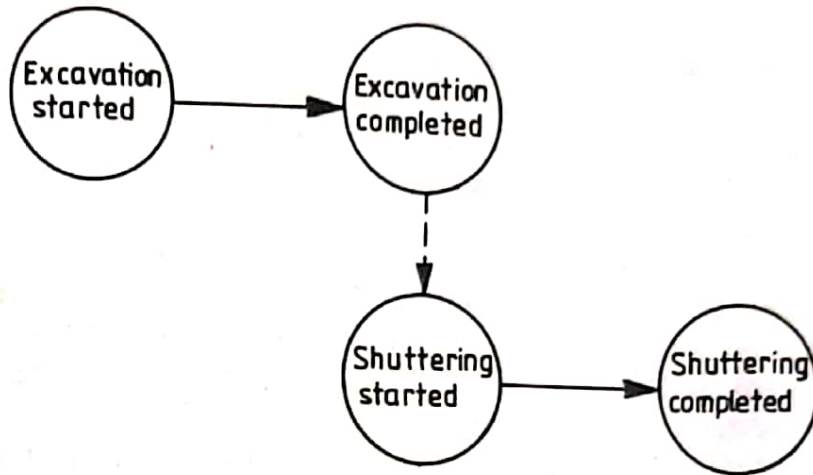 Excavation
started
Excavation
completed
Shuttering
started
Shuttering
completed